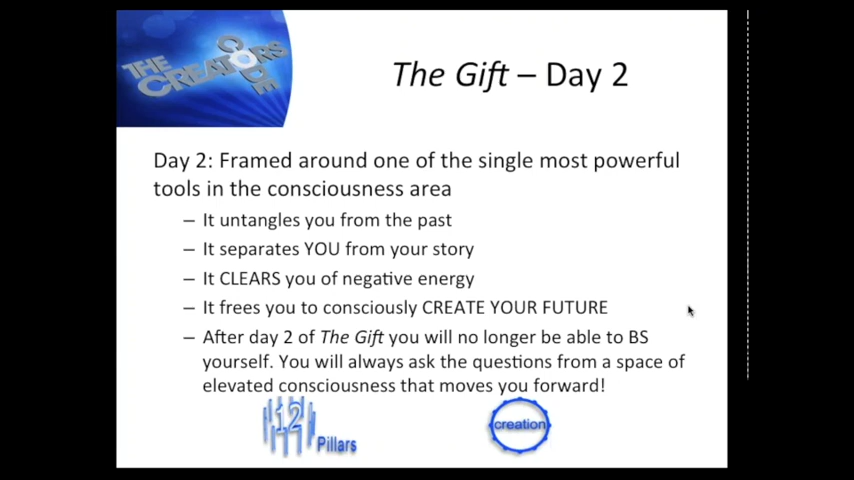 THE CREATORS
CODE
The Gift – Day 2
Day 2: Framed around one of the single most powerful
tools in the consciousness area
– It untangles you from the past
– It separates YOU from your story
– It CLEARS you of negative energy
– It frees you to consciously CREATE YOUR FUTURE
– After day 2 of The Gift you will no longer be able to BS
yourself. You will always ask the questions from a space of
elevated consciousness that moves you forward!
12
Pillars
creation